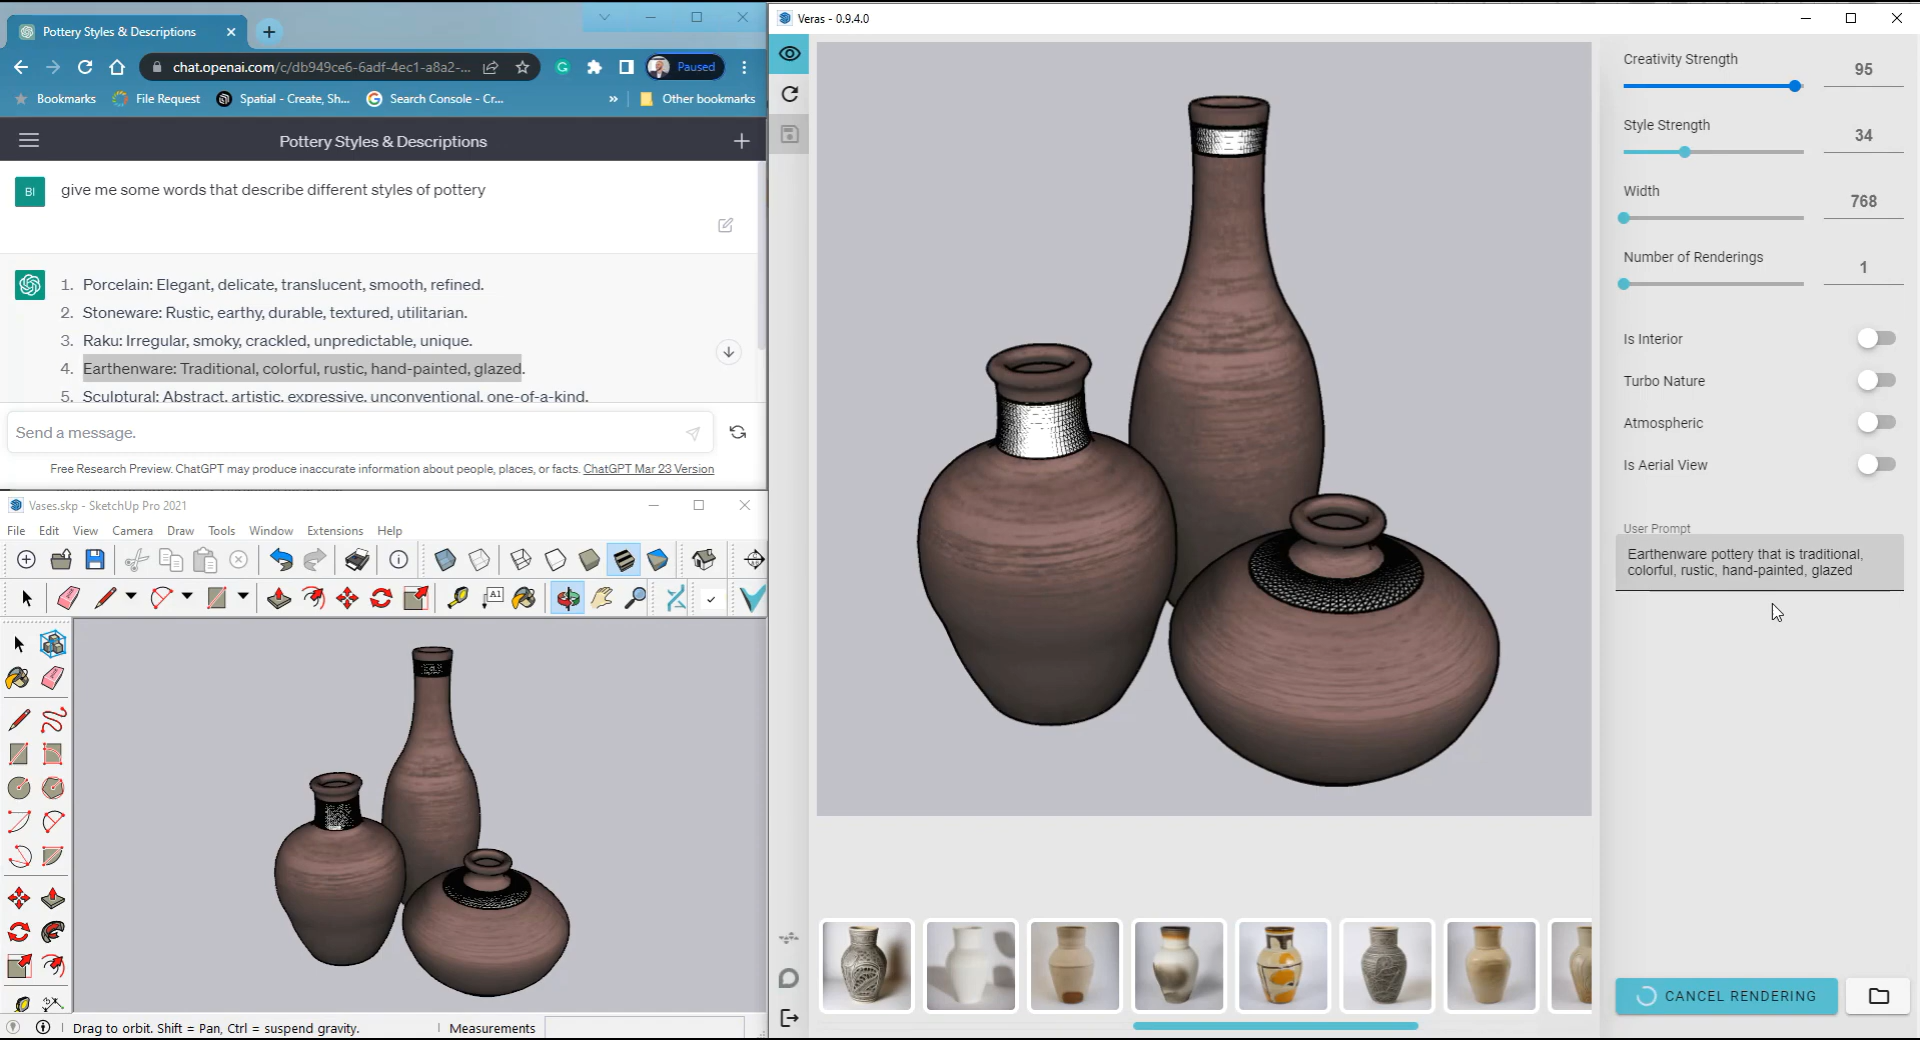 Pottery Styles & Descriptions
chat.openai.com/c/db949ce6-6adf-4ec1-a8a2-...
Paused
Bookmarks
File Request
Spatial - Create, Sh...
Search Console - Cr...
»
Other bookmarks
Pottery Styles & Descriptions
BI
give me some words that describe different styles of pottery
1. Porcelain: Elegant, delicate, translucent, smooth, refined.
2. Stoneware: Rustic, earthy, durable, textured, utilitarian.
3. Raku: Irregular, smoky, crackled, unpredictable, unique.
4. Earthenware: Traditional, colorful, rustic, hand-painted, glazed.
5. Sculptural: Abstract, artistic, expressive, unconventional, one-of-a-kind.
Send a message.
Free Research Preview. ChatGPT may produce inaccurate information about people, places, or facts. ChatGPT Mar 23 Version
Vases.skp - SketchUp Pro 2021
File Edit View Camera Draw Tools Window Extensions Help
A1
Drag to orbit. Shift = Pan, Ctrl = suspend gravity.
Measurements
Veras - 0.9.4.0
Creativity Strength
95
Style Strength
34
Width
768
Number of Renderings
1
Is Interior
Turbo Nature
Atmospheric
Is Aerial View
User Prompt
Earthenware pottery that is traditional,
colorful, rustic, hand-painted, glazed
CANCEL RENDERING